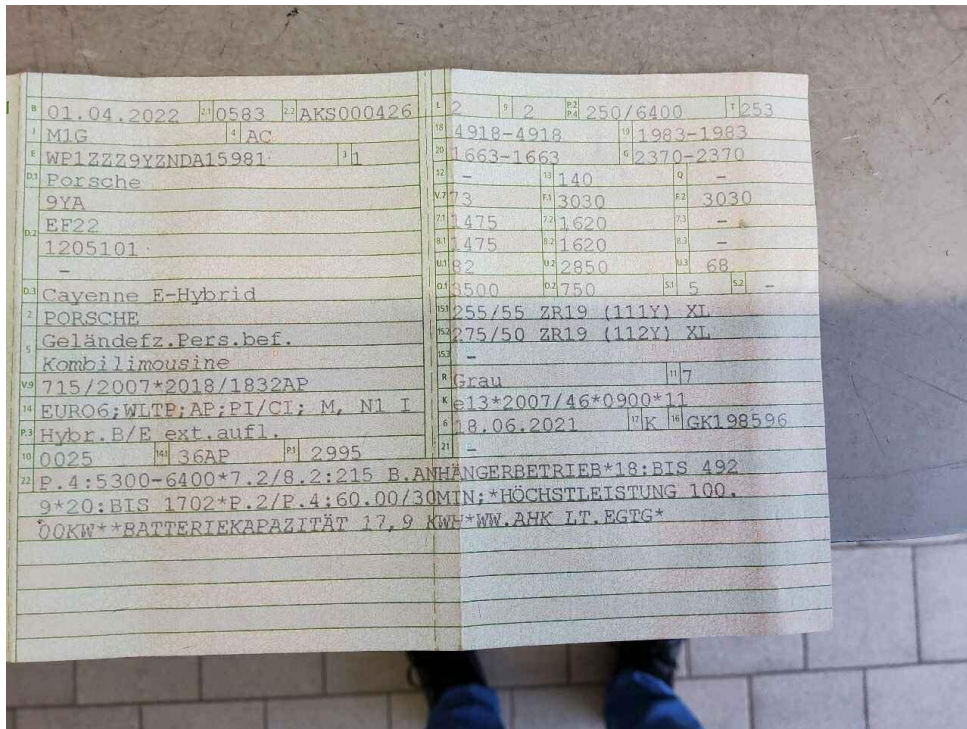 B 01.04.2022 2.1 0583 2.2 AKS000426
J M1G 4 AC
E WP1ZZZ9YZNDA15981 3 1
D.1 Porsche
9YA
D.2 EF22
1205101
-
D.3 Cayenne E-Hybrid
2 PORSCHE
5 Geländefz.Pers.bef.
Kombilimousine
V.9 715/2007*2018/1832AP
14 EURO6;WLTP;AP;PI/CI; M, N1 I
P.3 Hybr.B/E ext.aufl.
10 0025 14.1 36AP P.1 2995
L 2 9 2 P.2 P.4 250/6400 T 253
18 4918-4918 19 1983-1983
20 1663-1663 G 2370-2370
12 - 13 140 Q -
V.7 73 F.1 3030 F.2 3030
7.1 1475 7.2 1620 7.3 -
8.1 1475 8.2 1620 8.3 -
U.1 82 U.2 2850 U.3 68
O.1 3500 O.2 750 S.1 5 S.2 -
15.1 255/55 ZR19 (111Y) XL
15.2 275/50 ZR19 (112Y) XL
15.3 -
R Grau 11 7
K e13*2007/46*0900*11
6 18.06.2021 17 K 16 GK198596
21 -
22 P.4:5300-6400*7.2/8.2:215 B.ANHÄNGERBETRIEB*18:BIS 492
9*20:BIS 1702*P.2/P.4:60.00/30MIN;*HÖCHSTLEISTUNG 100.
00KW**BATTERIEKAPAZITÄT 17,9 KWH*WW.AHK LT.EGTG*